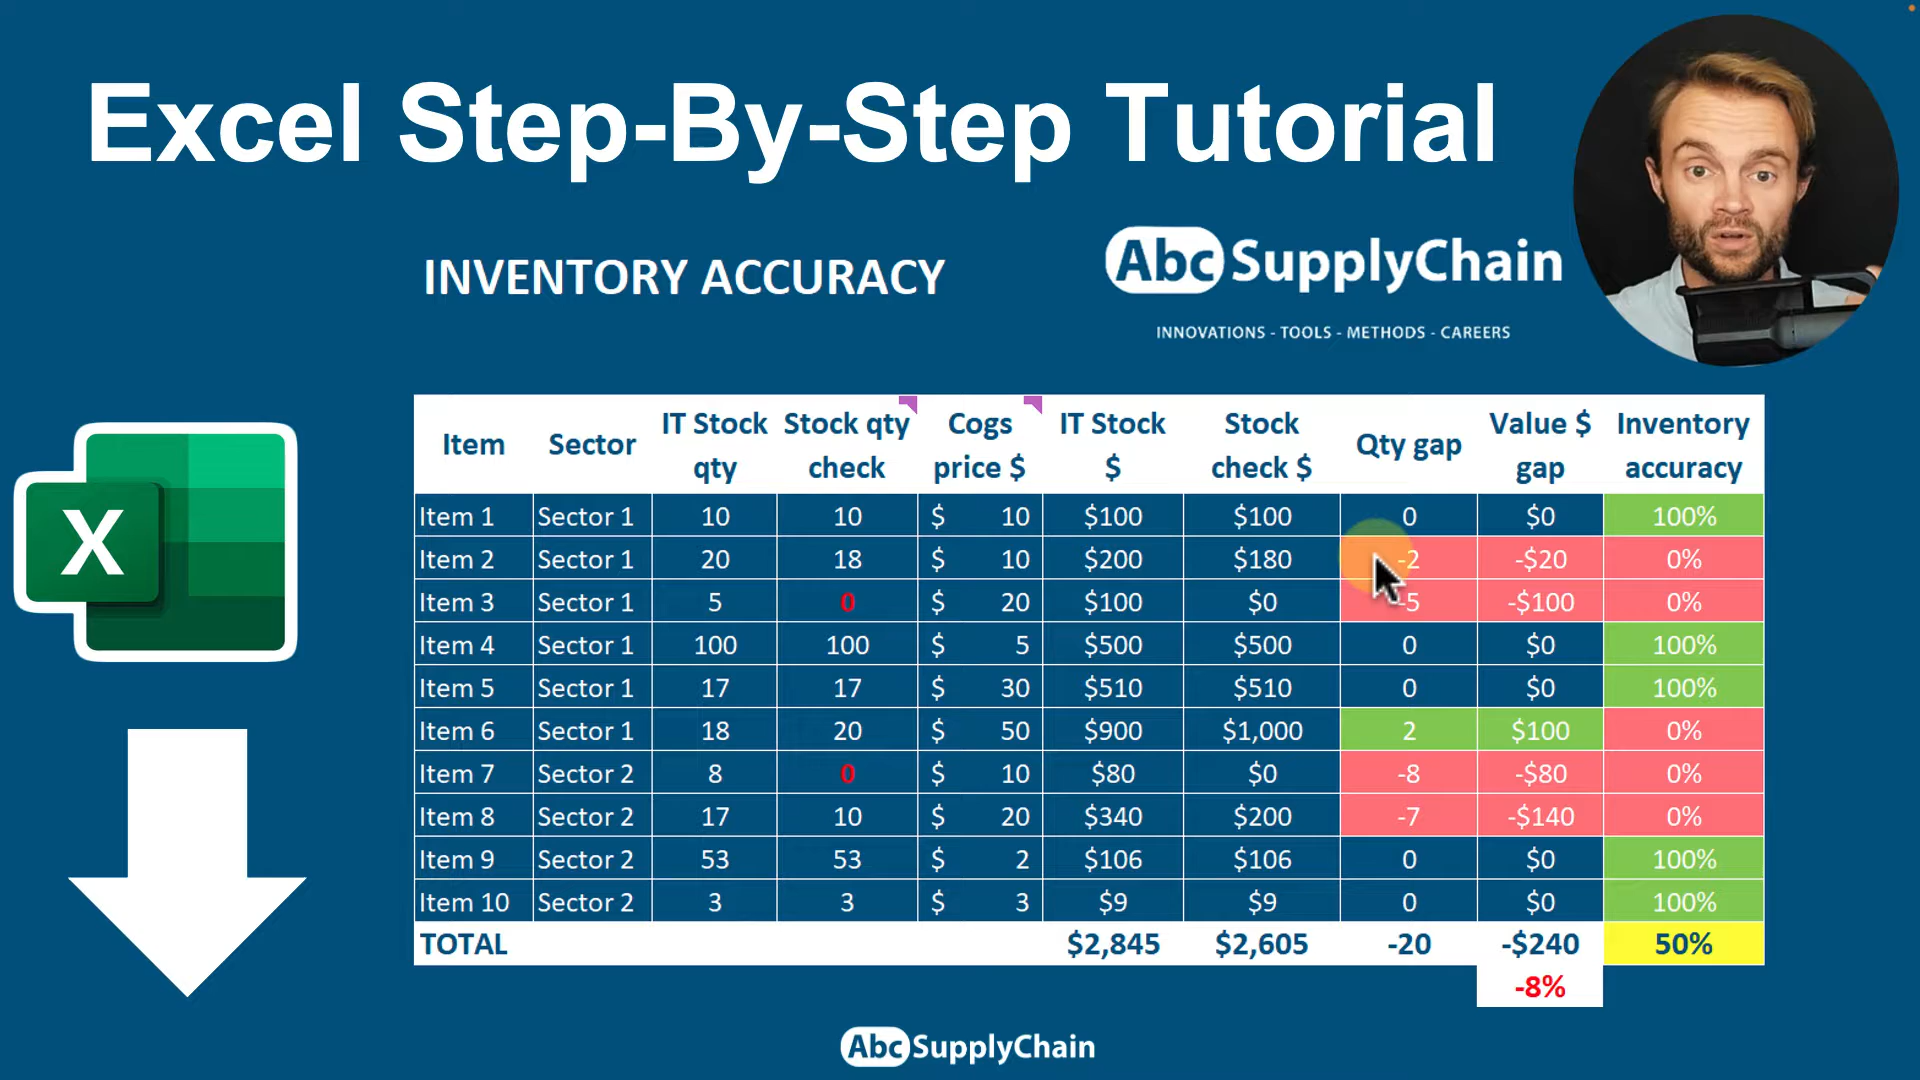 Excel Step-By-Step Tutorial
INVENTORY ACCURACY
Abc SupplyChain
INNOVATIONS - TOOLS - METHODS - CAREERS
X
Item Sector IT Stock qty Stock qty check Cogs price $ IT Stock $ Stock check $ Qty gap Value $ gap Inventory accuracy
Item 1 Sector 1 10 10 $ 10 $100 $100 0 $0 100%
Item 2 Sector 1 20 18 $ 10 $200 $180 -2 -$20 0%
Item 3 Sector 1 5 0 $ 20 $100 $0 -5 -$100 0%
Item 4 Sector 1 100 100 $ 5 $500 $500 0 $0 100%
Item 5 Sector 1 17 17 $ 30 $510 $510 0 $0 100%
Item 6 Sector 1 18 20 $ 50 $900 $1,000 2 $100 0%
Item 7 Sector 2 8 0 $ 10 $80 $0 -8 -$80 0%
Item 8 Sector 2 17 10 $ 20 $340 $200 -7 -$140 0%
Item 9 Sector 2 53 53 $ 2 $106 $106 0 $0 100%
Item 10 Sector 2 3 3 $ 3 $9 $9 0 $0 100%
TOTAL $2,845 $2,605 -20 -$240 50%
-8%
Abc SupplyChain